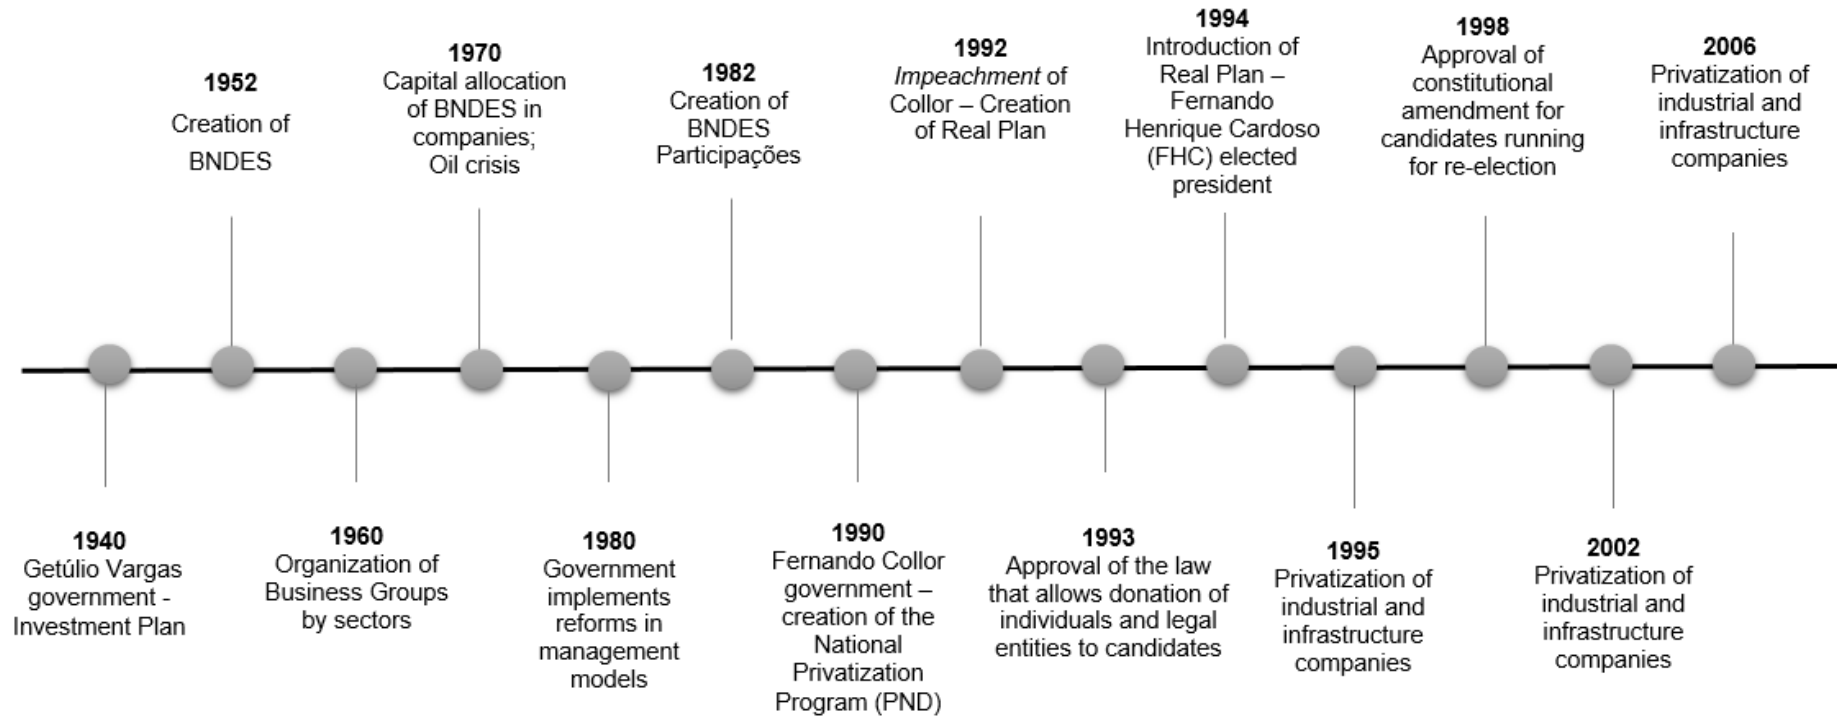 1940
Getúlio Vargas
government -
Investment Plan
1952
Creation of
BNDES
1960
Organization of
Business Groups
by sectors
1970
Capital allocation
of BNDES in
companies;
Oil crisis
1980
Government
implements
reforms in
management
models
1982
Creation of
BNDES
Participações
1990
Fernando Collor
government –
creation of the
National
Privatization
Program (PND)
1992
Impeachment of
Collor – Creation
of Real Plan
1993
Approval of the law
that allows donation of
individuals and legal
entities to candidates
1994
Introduction of
Real Plan –
Fernando
Henrique Cardoso
(FHC) elected
president
1995
Privatization of
industrial and
infrastructure
companies
1998
Approval of
constitutional
amendment for
candidates running
for re-election
2002
Privatization of
industrial and
infrastructure
companies
2006
Privatization of
industrial and
infrastructure
companies